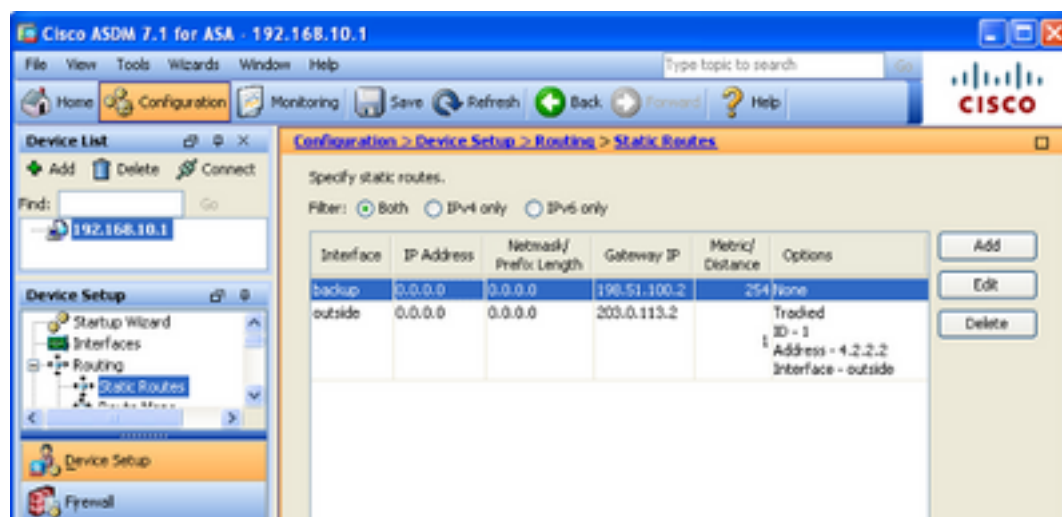 Cisco ASDM 7.1 for ASA - 192.168.10.1
File View Tools Wizards Window Help
Type topic to search
Go
Home Configuration Monitoring Save Refresh Back Forward Help
CISCO
Device List
Add Delete Connect
Find:
Go
192.168.10.1
Device Setup
Startup Wizard
Interfaces
Routing
Static Routes
Device Setup
Firewall
Configuration > Device Setup > Routing > Static Routes
Specify static routes.
Filter: Both IPv4 only IPv6 only
Interface IP Address Netmask/ Prefix Length Gateway IP Metric/ Distance Options
backup 0.0.0.0 0.0.0.0 198.51.100.2 254 None
outside 0.0.0.0 0.0.0.0 203.0.113.2 1 Tracked
ID - 1
Address - 4.2.2.2
Interface - outside
Add
Edit
Delete